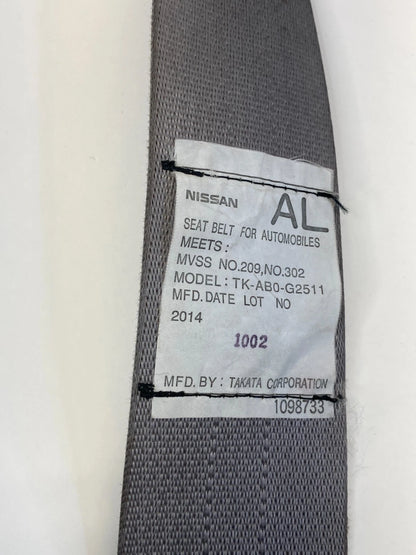 NISSAN AL
SEAT BELT FOR AUTOMOBILES
MEETS:
MVSS NO.209,NO.302
MODEL: TK-AB0-G2511
MFD.DATE LOT NO
2014
1002
MFD. BY: TAKATA CORPORATION
1098733